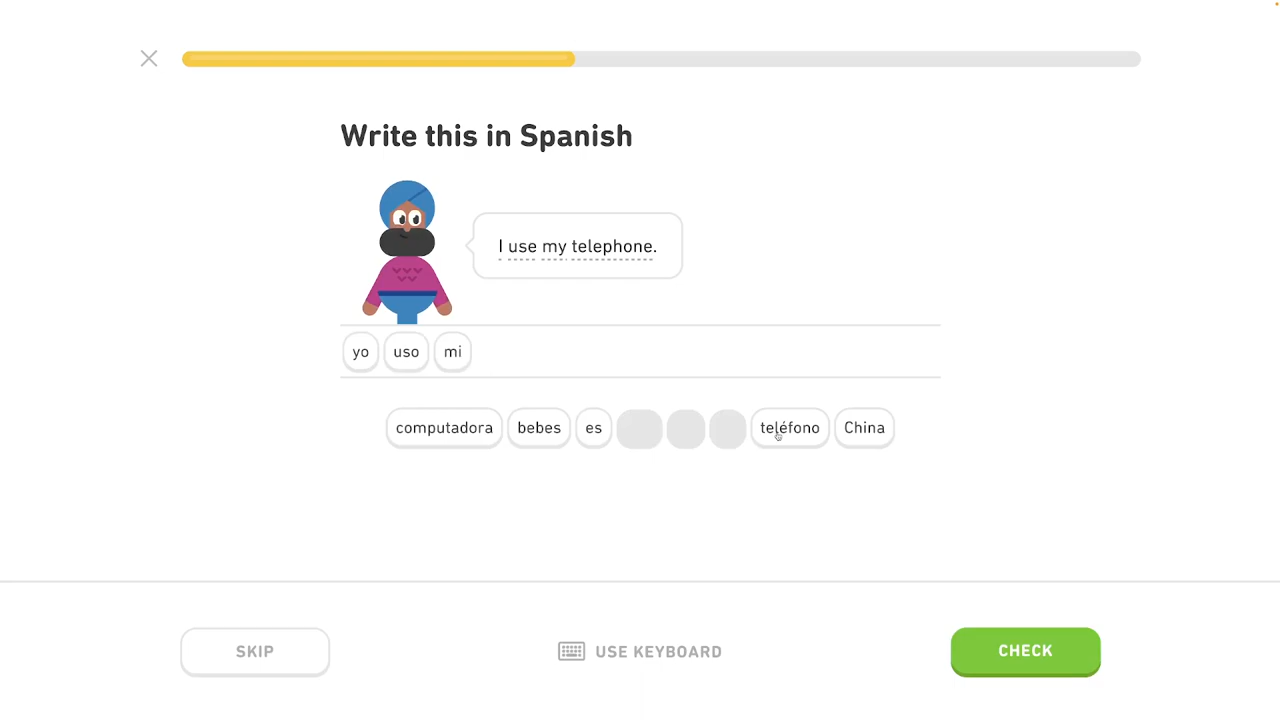 Write this in Spanish
I use my telephone.
yo uso mi
computadora bebes es teléfono China
SKIP USE KEYBOARD CHECK